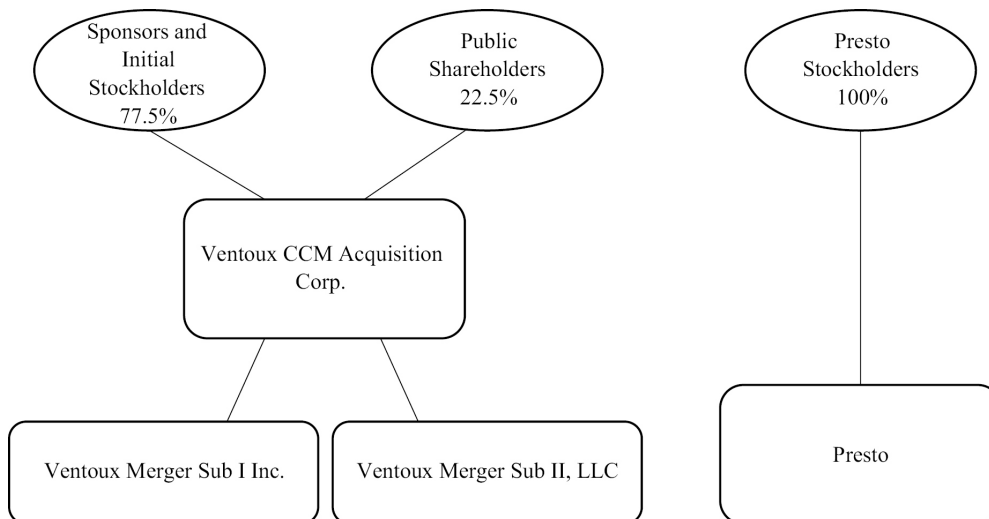 Sponsors and
Initial
Stockholders
77.5%
Public
Shareholders
22.5%
Presto
Stockholders
100%
Ventoux CCM Acquisition
Corp.
Ventoux Merger Sub I Inc.
Ventoux Merger Sub II, LLC
Presto